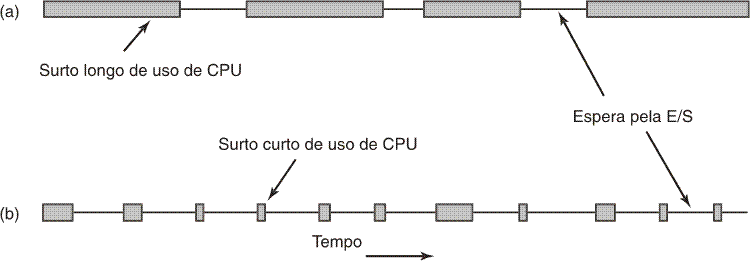 (a)
Surto longo de uso de CPU
Espera pela E/S
Surto curto de uso de CPU
(b)
Tempo